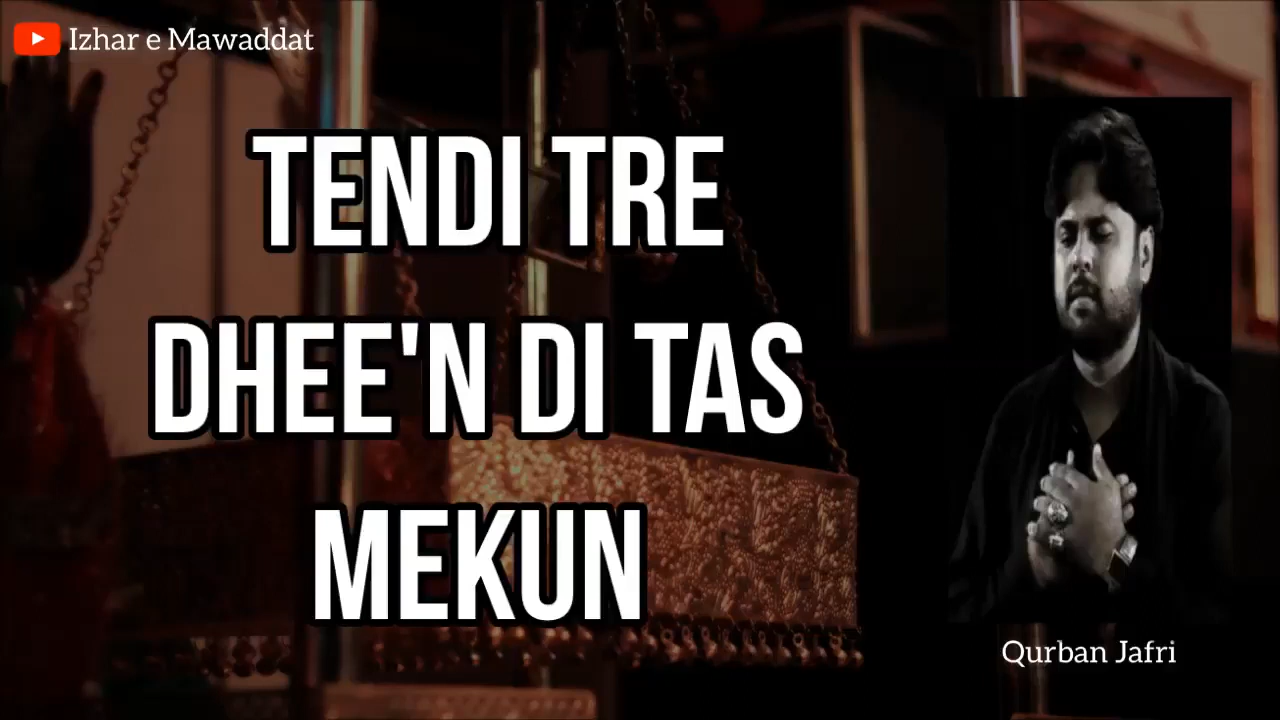 Izhar e Mawaddat
TENDI TRE
DHEE'N DI TAS
MEKUN
Qurban Jafri